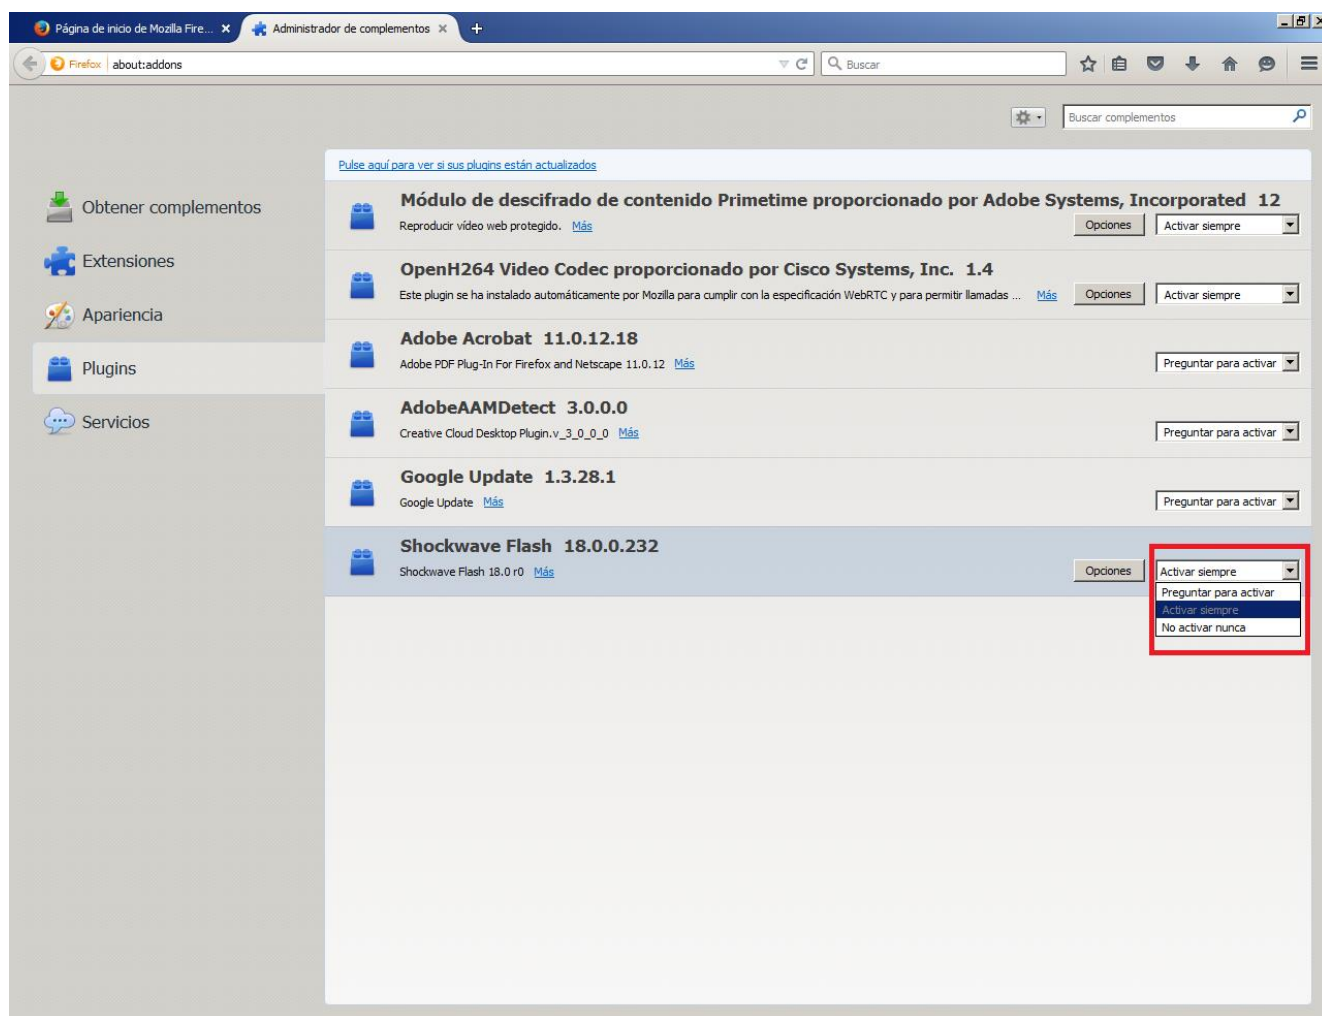 Página de inicio de Mozilla Fire...
Administrador de complementos
Firefox about:addons
Buscar
Buscar complementos
Pulse aquí para ver si sus plugins están actualizados
Obtener complementos
Extensiones
Apariencia
Plugins
Servicios
Módulo de descifrado de contenido Primetime proporcionado por Adobe Systems, Incorporated 12
Reproducir vídeo web protegido. Más Opciones Activar siempre
OpenH264 Video Codec proporcionado por Cisco Systems, Inc. 1.4
Este plugin se ha instalado automáticamente por Mozilla para cumplir con la especificación WebRTC y para permitir llamadas ... Más Opciones Activar siempre
Adobe Acrobat 11.0.12.18
Adobe PDF Plug-In For Firefox and Netscape 11.0.12 Más Preguntar para activar
AdobeAAMDetect 3.0.0.0
Creative Cloud Desktop Plugin.v_3_0_0_0 Más Preguntar para activar
Google Update 1.3.28.1
Google Update Más Preguntar para activar
Shockwave Flash 18.0.0.232
Shockwave Flash 18.0 r0 Más Opciones Activar siempre
Preguntar para activar
Activar siempre
No activar nunca